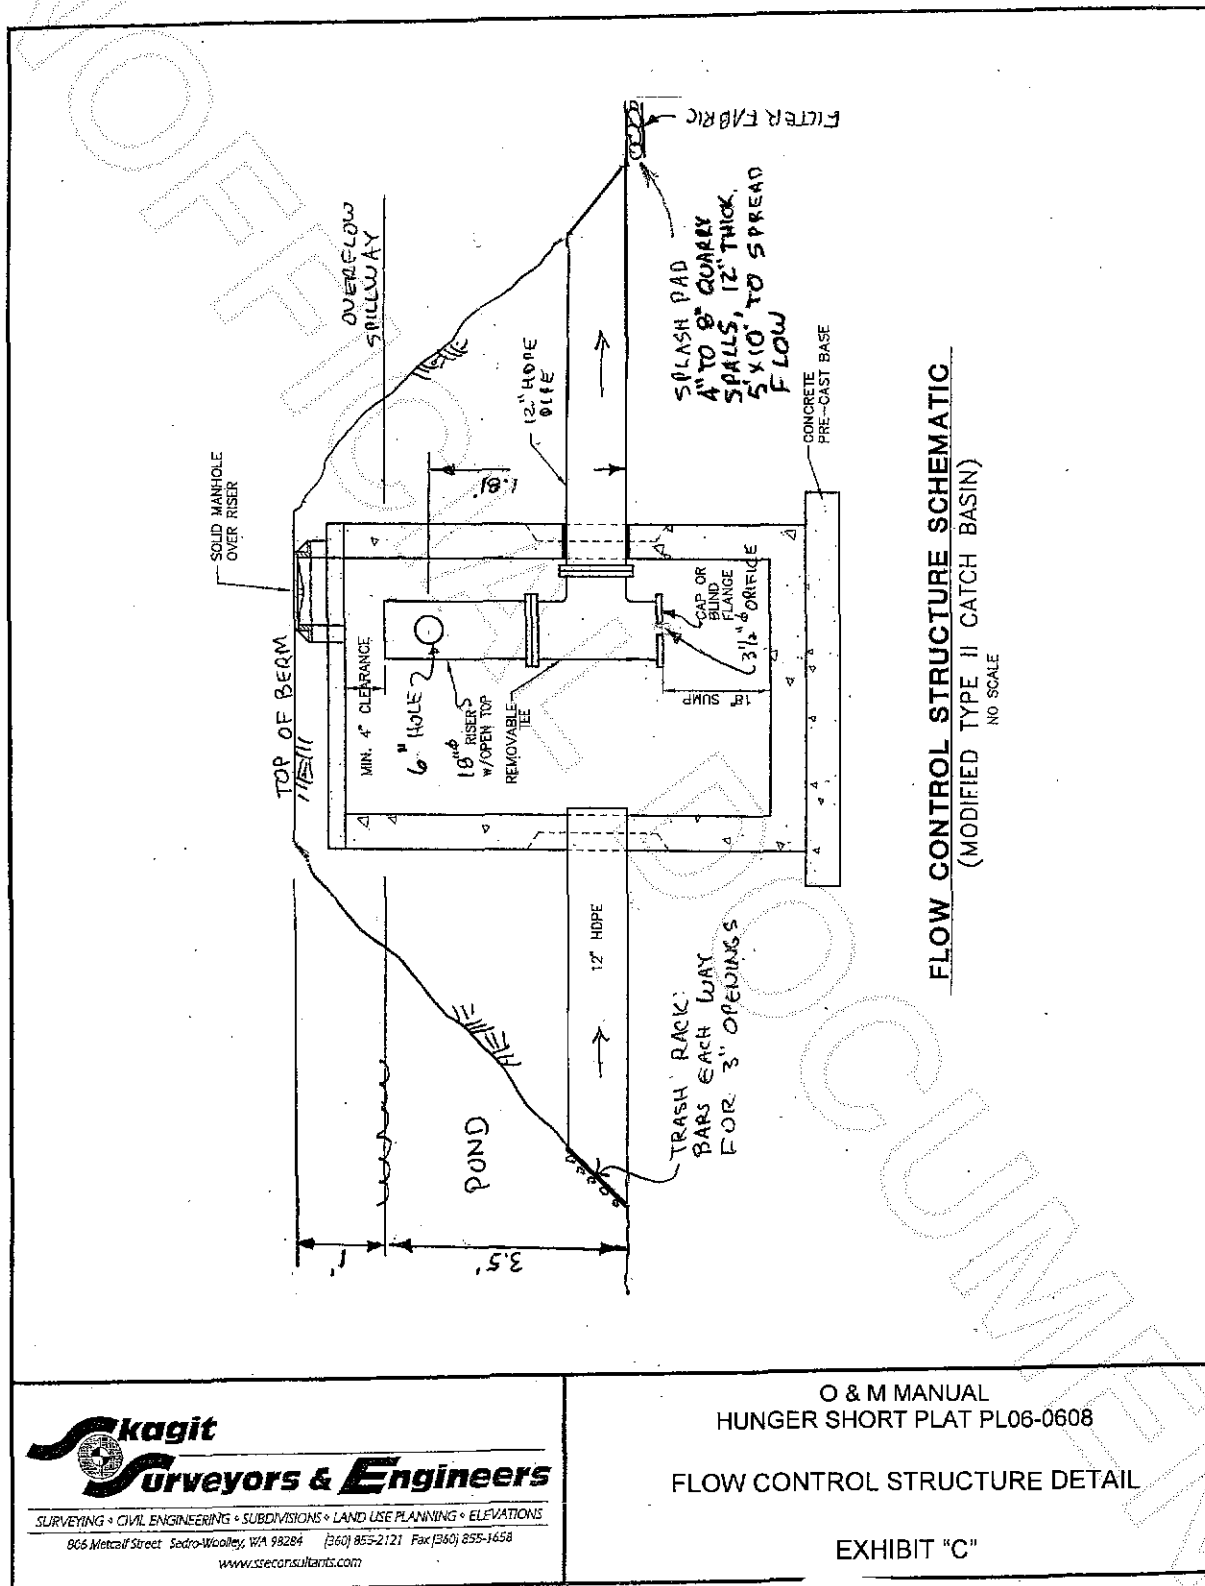 UNOFFICIAL DOCUMENT
FILTER FABRIC
OVERFLOW
SPILLWAY
SPLASH PAD
4" TO 8" QUARRY
SPALLS, 12" THICK,
5' X 10' TO SPREAD
FLOW
12" HDPE
PIPE
SOLID MANHOLE
OVER RISER
1.81'
CONCRETE
PRE-CAST BASE
TOP OF BERM
MIN. 4" CLEARANCE
6" HOLE
18"ϕ RISER
W/OPEN TOP
REMOVABLE
TEE
CAP OR
BLIND
FLANGE
3½"ϕ ORIFICE
18" SUMP
12" HDPE
TRASH RACK:
BARS EACH WAY
FOR 3" OPENINGS
POND
1'
3.5'
FLOW CONTROL STRUCTURE SCHEMATIC
(MODIFIED TYPE II CATCH BASIN)
NO SCALE
Skagit
Surveyors & Engineers
SURVEYING • CIVIL ENGINEERING • SUBDIVISIONS • LAND USE PLANNING • ELEVATIONS
806 Metcalf Street Sedro-Woolley, WA 98284 (360) 855-2121 Fax (360) 855-1658
www.sseconsultants.com
O & M MANUAL
HUNGER SHORT PLAT PL06-0608
FLOW CONTROL STRUCTURE DETAIL
EXHIBIT "C"